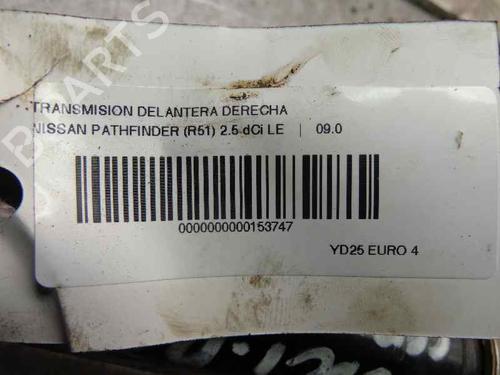 TRANSMISION DELANTERA DERECHA
NISSAN PATHFINDER (R51) 2.5 dCi LE | 09.0
0000000000153747
YD25 EURO 4